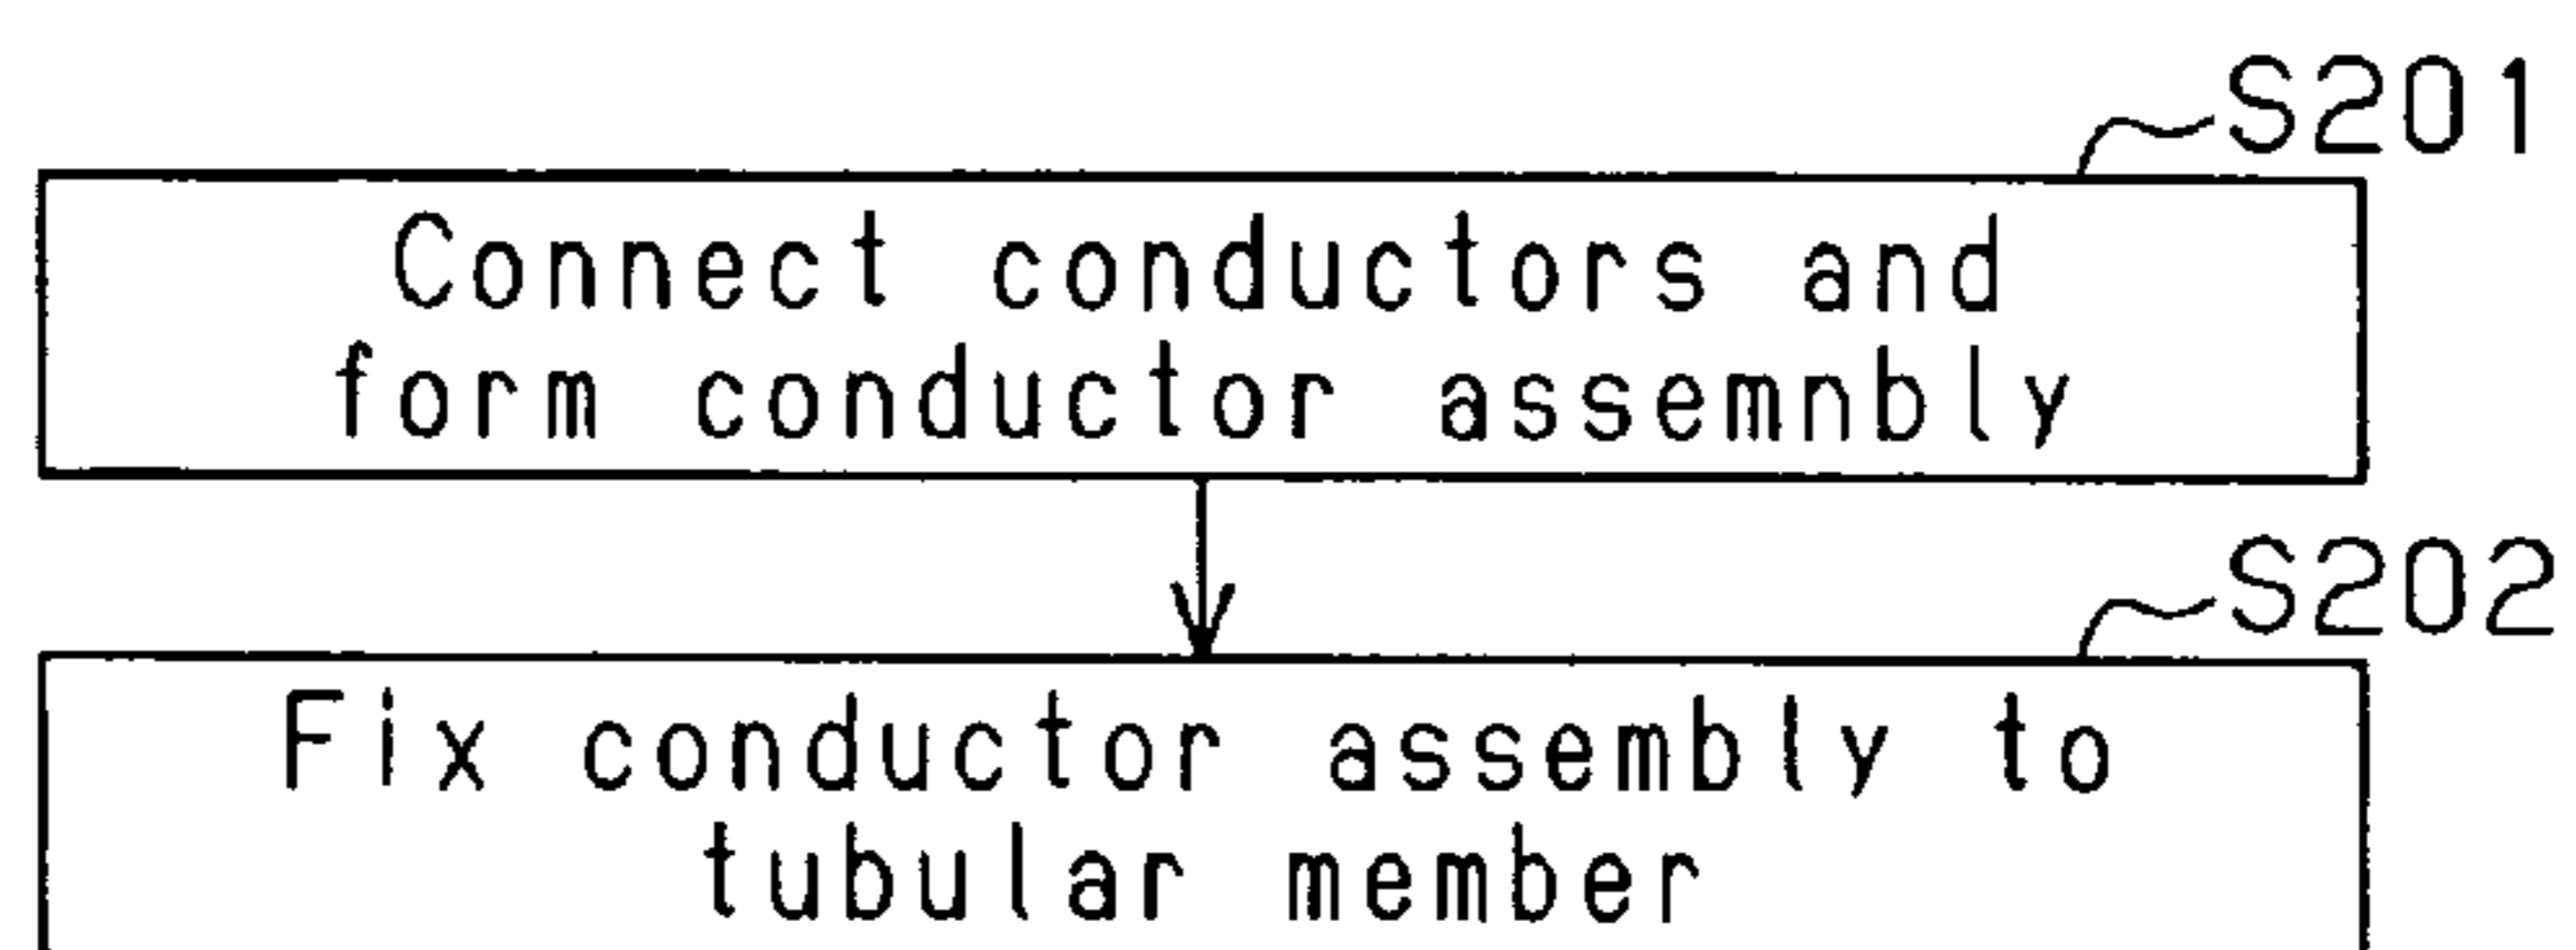 S201
Connect conductors and
form conductor assemnbly
S202
Fix conductor assembly to
tubular member